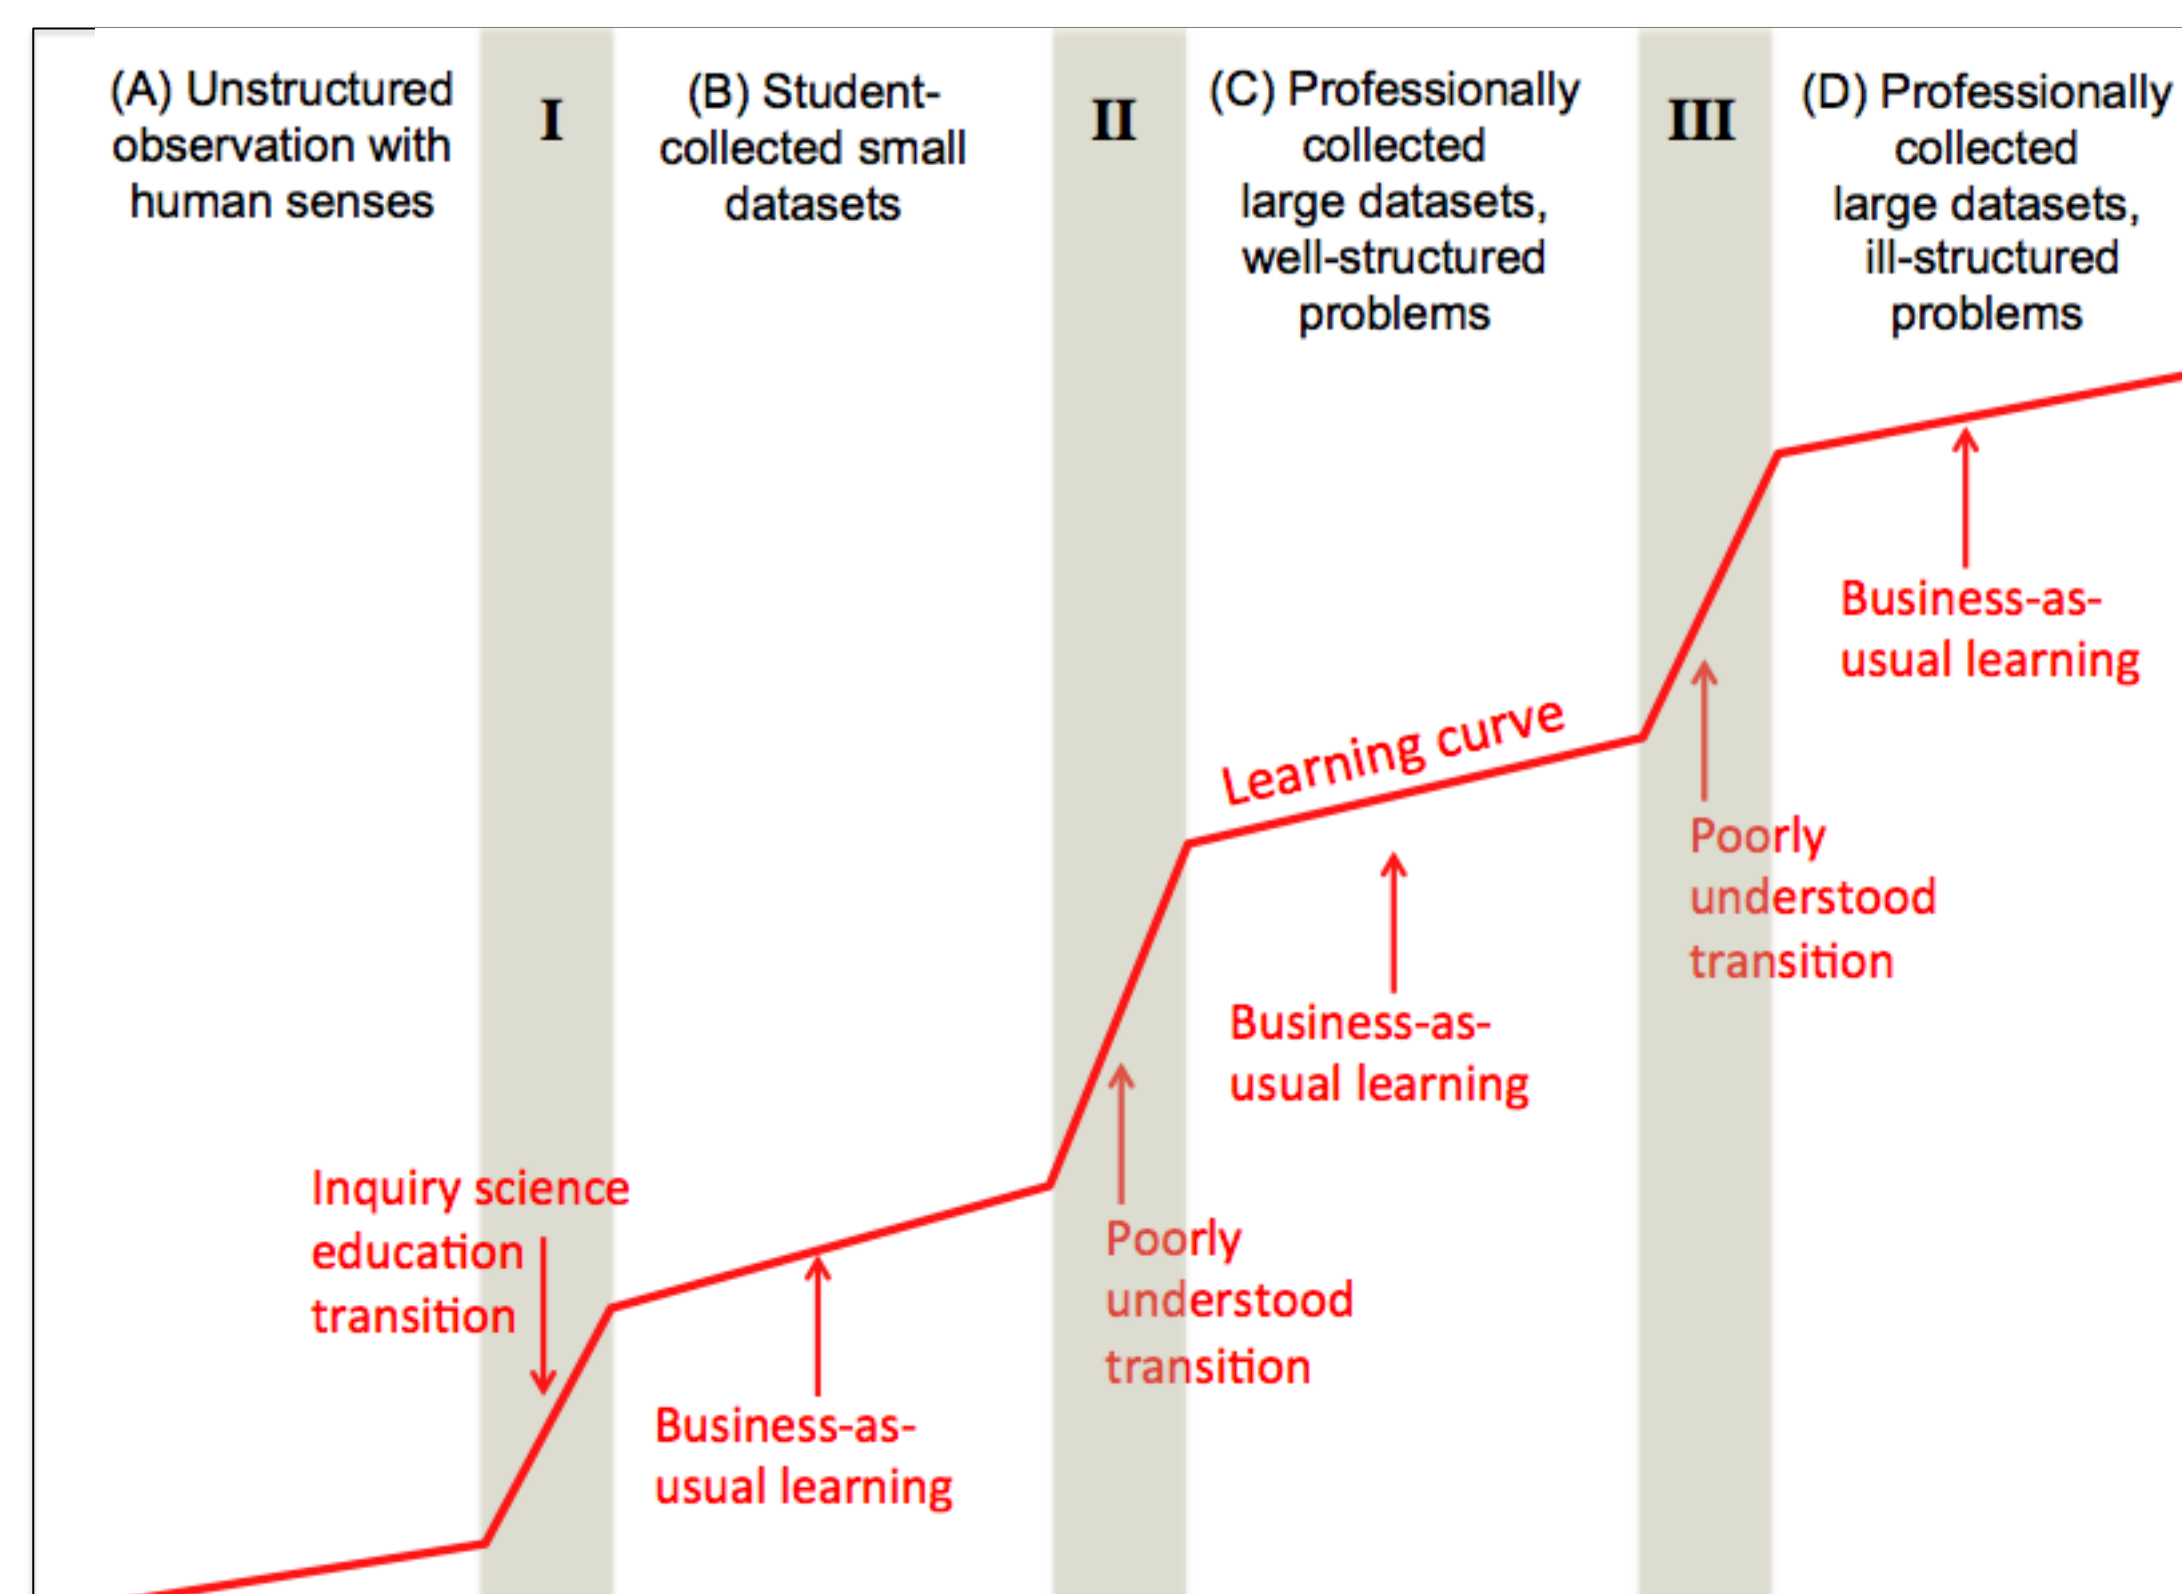 (A) Unstructured
observation with
human senses
I
(B) Student-
collected small
datasets
II
(C) Professionally
collected
large datasets,
well-structured
problems
III
(D) Professionally
collected
large datasets,
ill-structured
problems
Business-as-
usual learning
Learning curve
Poorly
understood
transition
Business-as-
usual learning
Inquiry science
education
transition
Poorly
understood
transition
Business-as-
usual learning